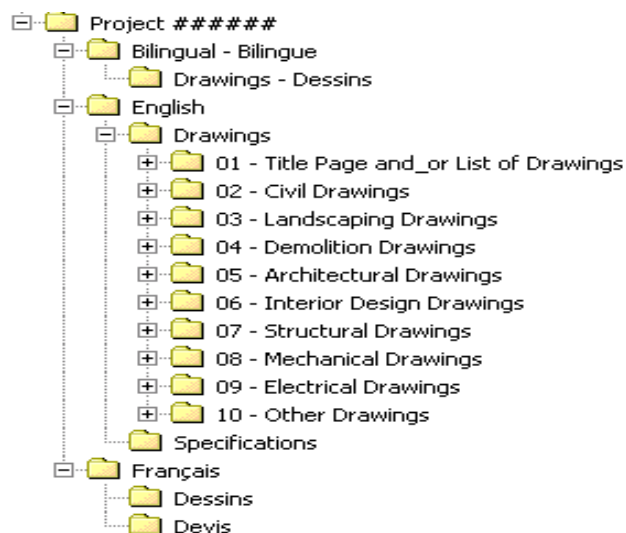 Project ######
Bilingual - Bilingue
Drawings - Dessins
English
Drawings
01 - Title Page and_or List of Drawings
02 - Civil Drawings
03 - Landscaping Drawings
04 - Demolition Drawings
05 - Architectural Drawings
06 - Interior Design Drawings
07 - Structural Drawings
08 - Mechanical Drawings
09 - Electrical Drawings
10 - Other Drawings
Specifications
Français
Dessins
Devis